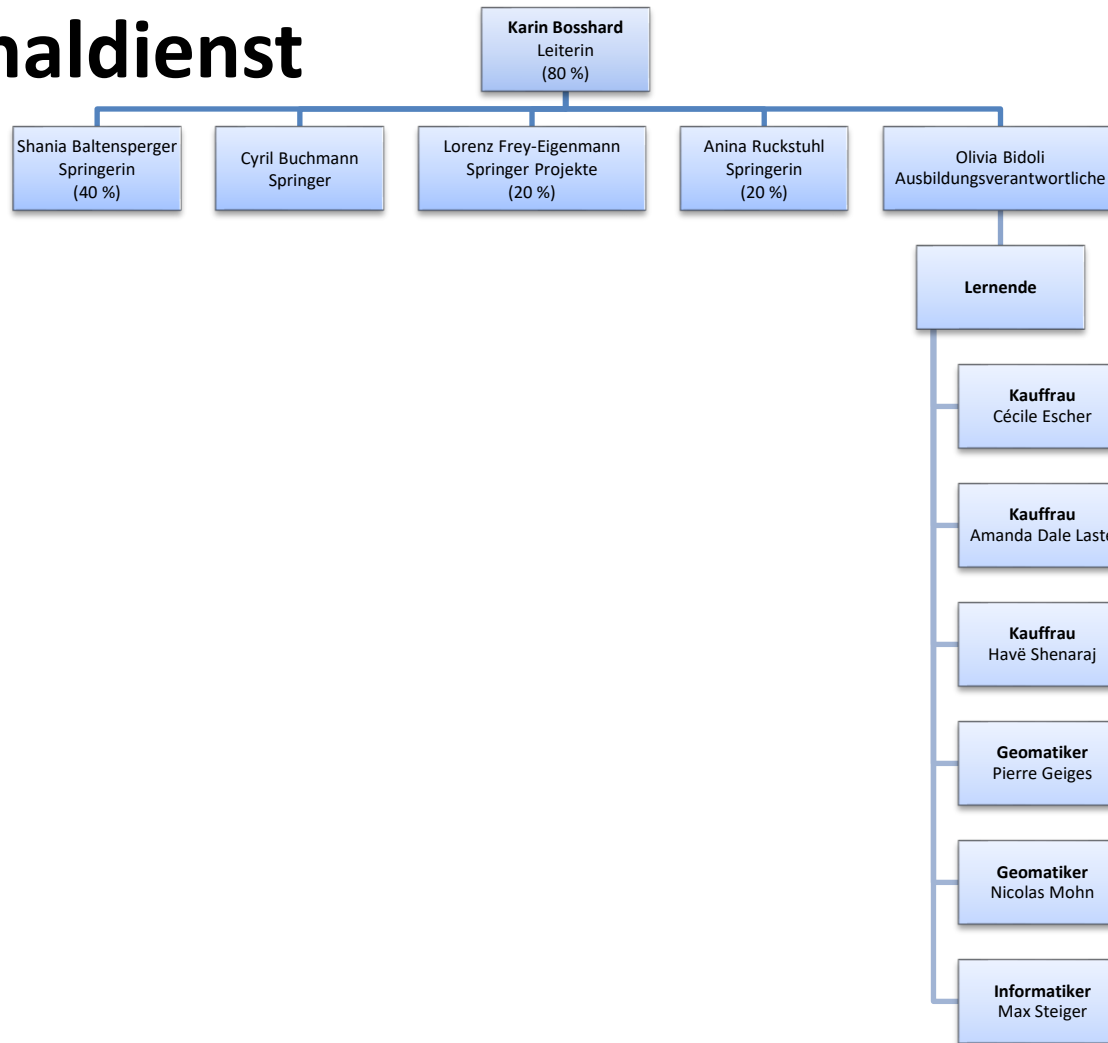 naldienst
Karin Bosshard
Leiterin
(80 %)
Shania Baltensperger
Springerin
(40 %)
Cyril Buchmann
Springer
Lorenz Frey-Eigenmann
Springer Projekte
(20 %)
Anina Ruckstuhl
Springerin
(20 %)
Olivia Bidoli
Ausbildungsverantwortliche
Lernende
Kauffrau
Cécile Escher
Kauffrau
Amanda Dale
Kauffrau
Havë Shenaraj
Geomatiker
Pierre Geiges
Geomatiker
Nicolas Mohn
Informatiker
Max Steiger